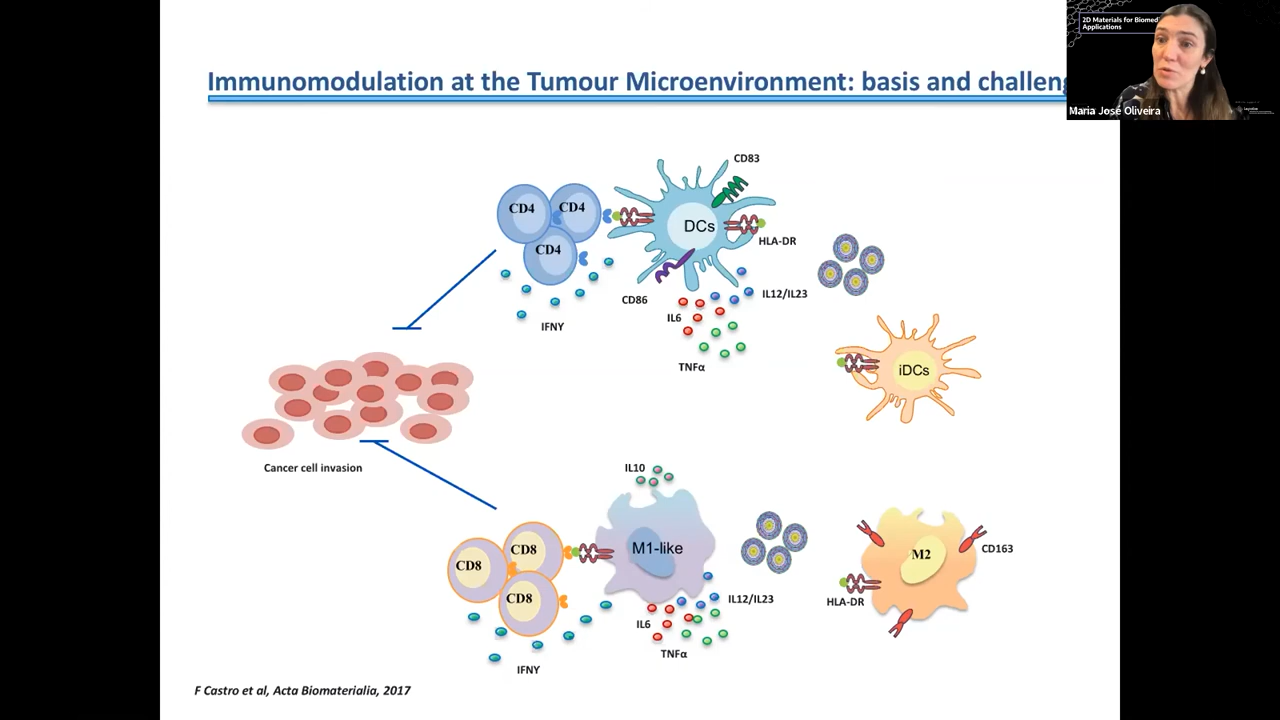 2D Materials for Biomedi
Applications
Maria José Oliveira
Immunomodulation at the Tumour Microenvironment: basis and challeng
CD83
CD4
CD4
DCs
HLA-DR
CD4
CD86
IL12/IL23
IL6
IFNY
TNFα
iDCs
Cancer cell invasion
IL10
CD8
M1-like
M2
CD163
CD8
CD8
IL12/IL23
HLA-DR
IL6
TNFα
IFNY
F Castro et al, Acta Biomaterialia, 2017